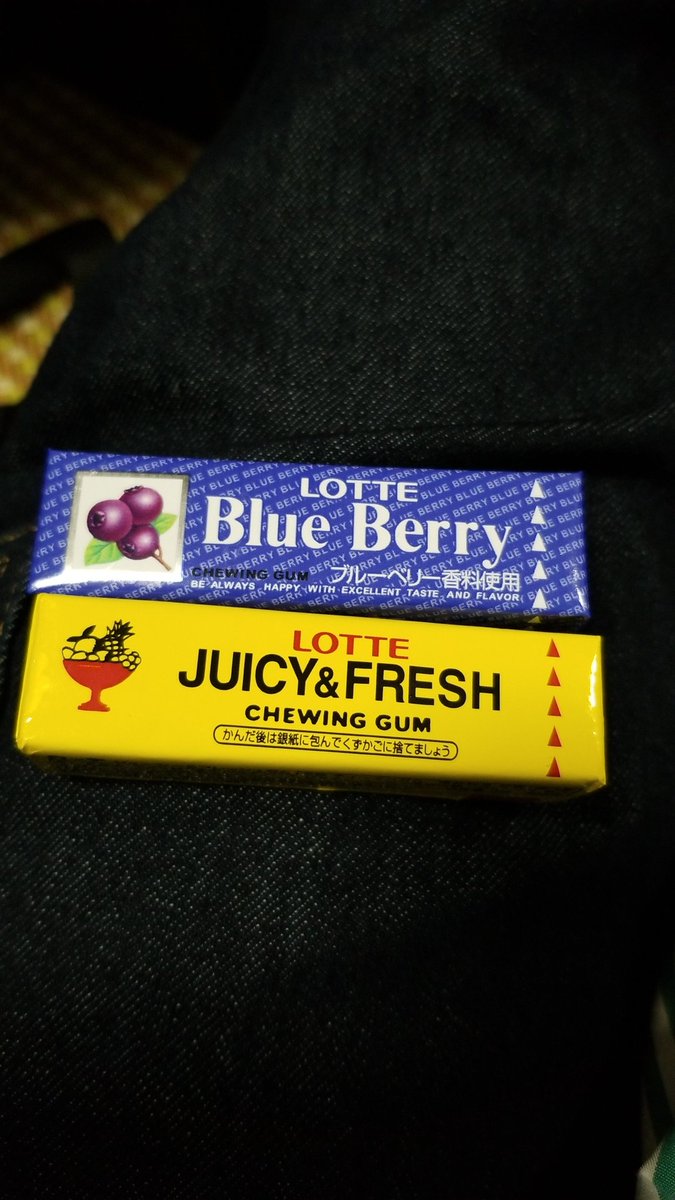 LOTTE
Blue Berry
CHEWING GUM ブルーベリー香料使用
BE ALWAYS HAPPY WITH EXCELLENT TASTE AND FLAVOR
LOTTE
JUICY&FRESH
CHEWING GUM
かんだ後は銀紙に包んでくずかごに捨てましょう